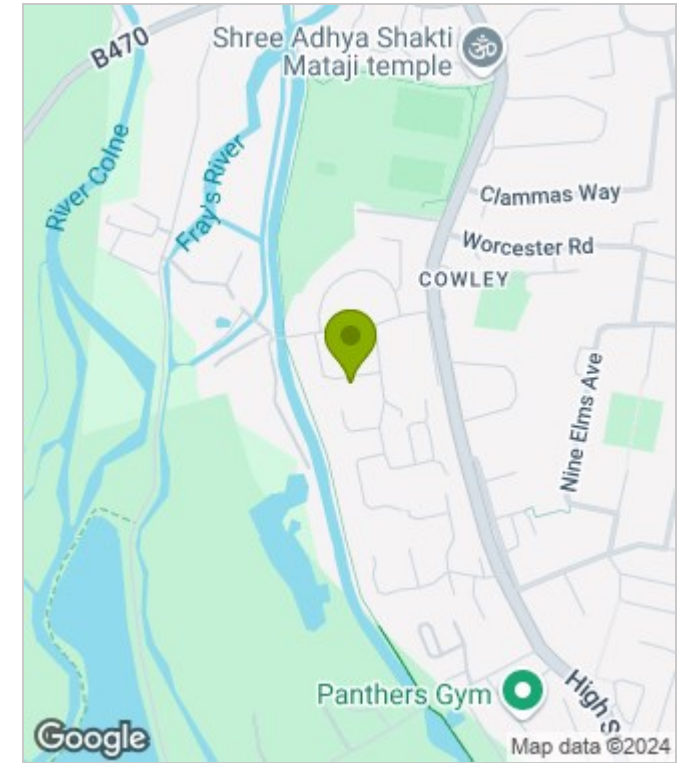 B470
Shree Adhya Shakti
Mataji temple
River Colne
Fray's River
Clammas Way
Worcester Rd
COWLEY
Nine Elms Ave
Panthers Gym
High S
Google
Map data ©2024